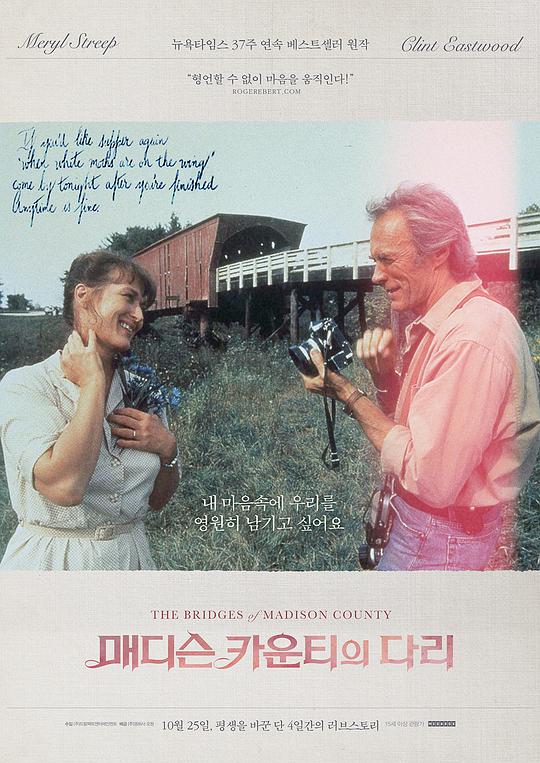 Meryl Streep
뉴욕타임스 37주 연속 베스트셀러 원작
Clint Eastwood
“형언할 수 없이 마음을 움직인다!”
ROGEREBERT.COM
If you'd like supper again
"when white moths are on the wing"
come by tonight after you're finished
Anytime is fine.
내 마음속에 우리를
영원히 남기고 싶어요
THE BRIDGES of MADISON COUNTY
매디슨 카운티의 다리
10월 25일, 평생을 바꾼 단 4일간의 러브스토리
15세 이상 관람가